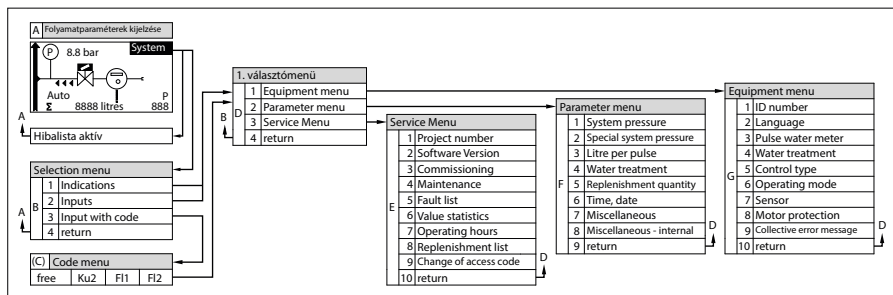 A Folyamatparaméterek kijelzése
P 8.8 bar System
Auto P
Σ 8888 litres 888
A
Hibalista aktív
Selection menu
B
1 Indications
2 Inputs
3 Input with code
4 return
A
(C) Code menu
free Ku2 Fl1 Fl2
1. választómenü
D
1 Equipment menu
2 Parameter menu
3 Service Menu
4 return
B
Service Menu
E
1 Project number
2 Software Version
3 Commissioning
4 Maintenance
5 Fault list
6 Value statistics
7 Operating hours
8 Replenishment list
9 Change of access code
10 return
D
Parameter menu
F
1 System pressure
2 Special system pressure
3 Litre per pulse
4 Water treatment
5 Replenishment quantity
6 Time, date
7 Miscellaneous
8 Miscellaneous - internal
9 return
D
Equipment menu
G
1 ID number
2 Language
3 Pulse water meter
4 Water treatment
5 Control type
6 Operating mode
7 Sensor
8 Motor protection
9 Collective error message
10 return
D